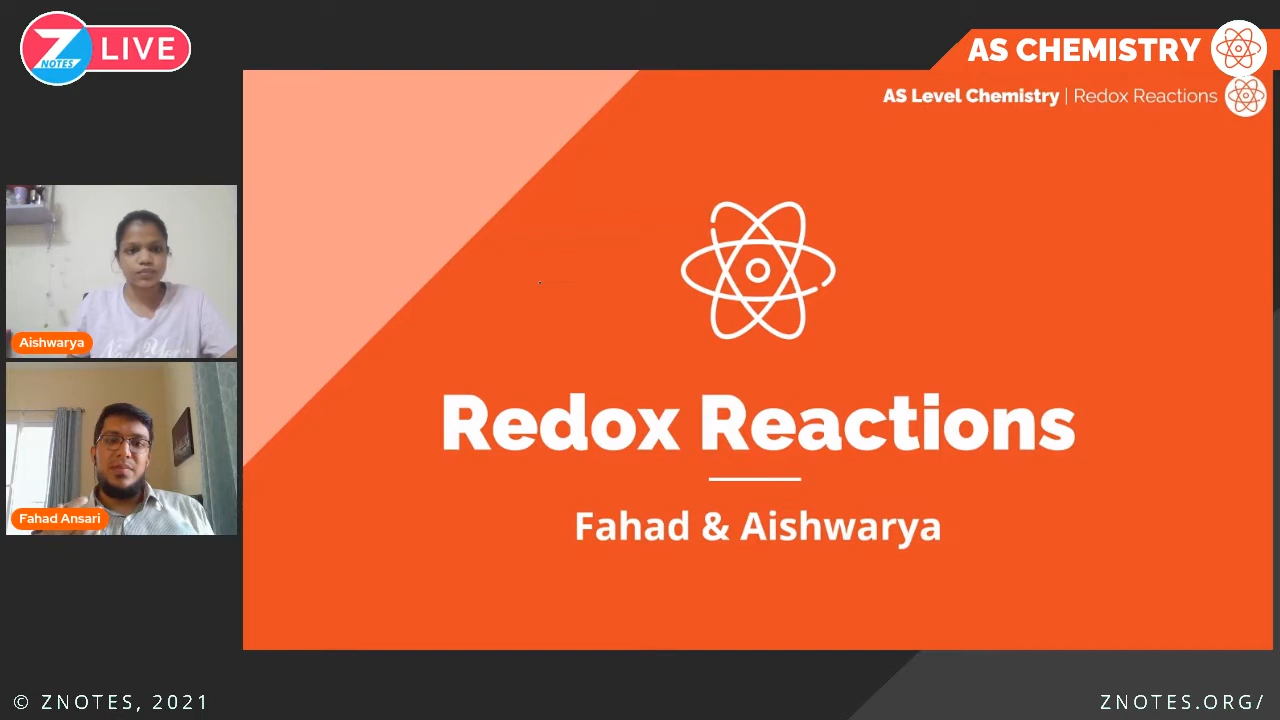 Z NOTES LIVE
AS CHEMISTRY
AS Level Chemistry | Redox Reactions
Aishwarya
Fahad Ansari
Redox Reactions
Fahad & Aishwarya
© ZNOTES, 2021
ZNOTES.ORG/